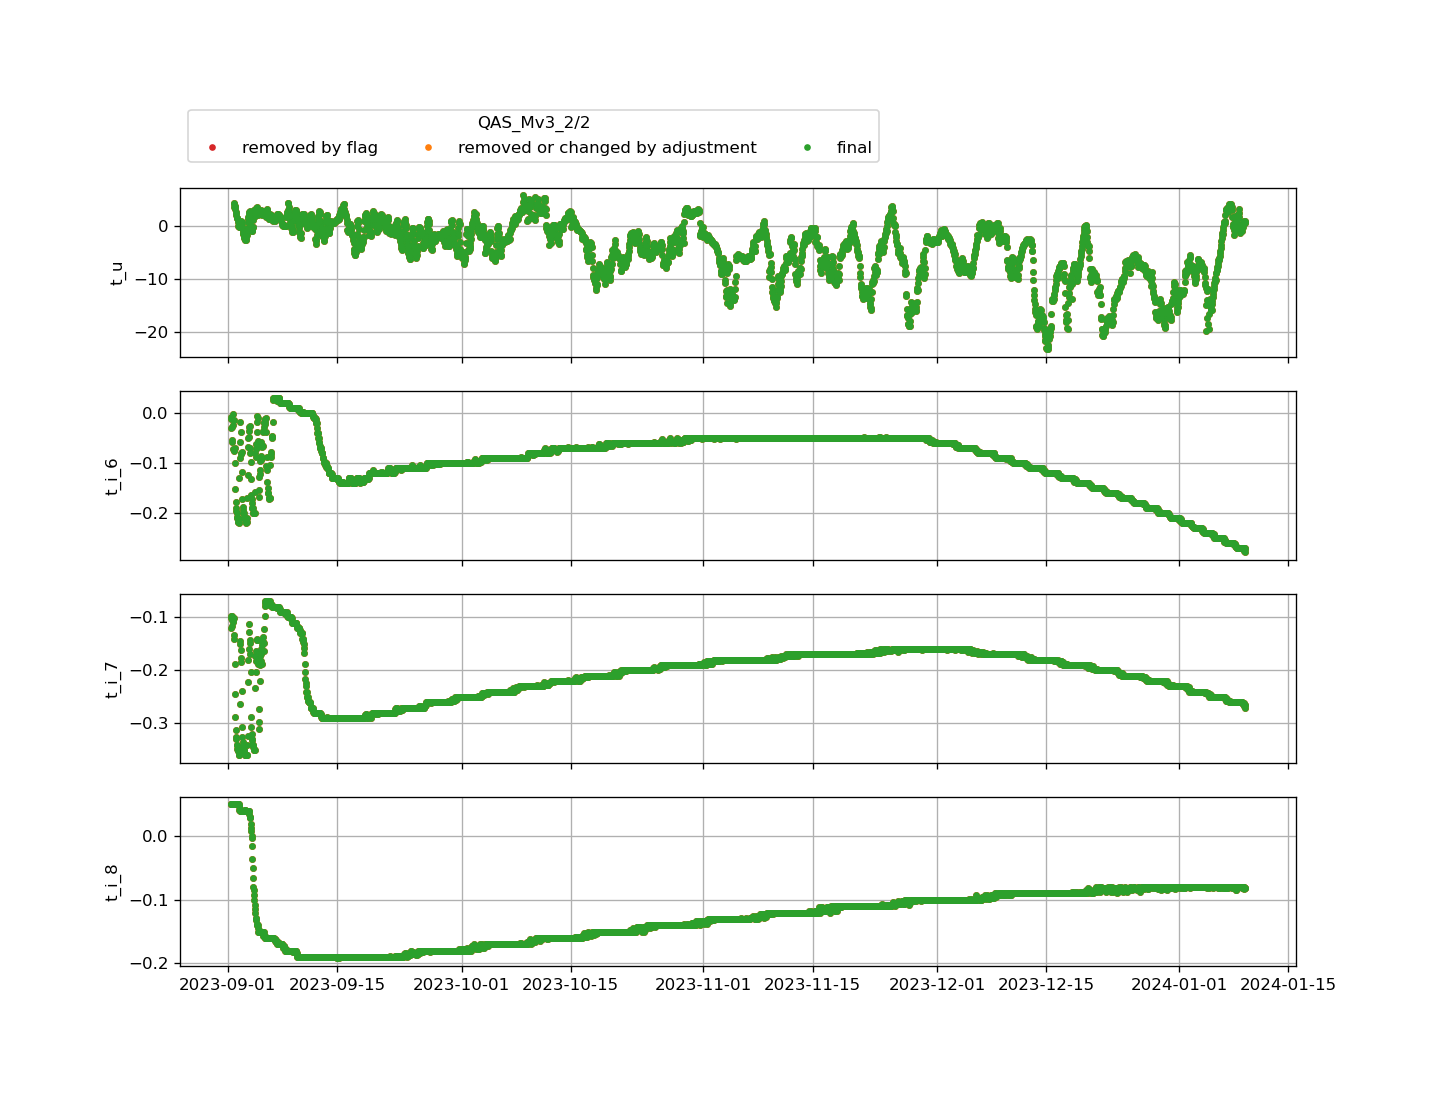 QAS_Mv3_2/2
removed by flag removed or changed by adjustment final
t_u
0
−10
−20
t_i_6
0.0
−0.1
−0.2
t_i_7
−0.1
−0.2
−0.3
t_i_8
0.0
−0.1
−0.2
2023-09-01 2023-09-15 2023-10-01 2023-10-15 2023-11-01 2023-11-15 2023-12-01 2023-12-15 2024-01-01 2024-01-15